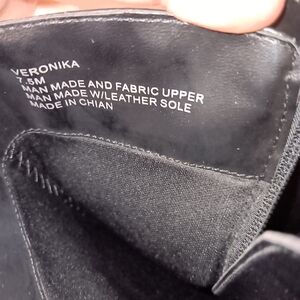 VERONIKA
7.5M
MAN MADE AND FABRIC UPPER
MAN MADE W/LEATHER SOLE
MADE IN CHIAN